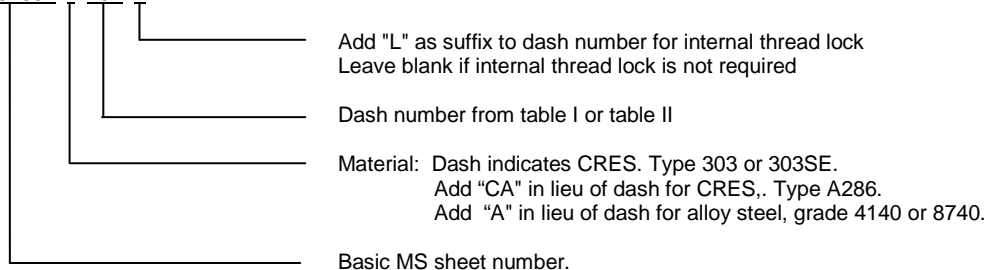 Add "L" as suffix to dash number for internal thread lock
Leave blank if internal thread lock is not required
Dash number from table I or table II
Material: Dash indicates CRES. Type 303 or 303SE.
Add “CA” in lieu of dash for CRES,. Type A286.
Add “A” in lieu of dash for alloy steel, grade 4140 or 8740.
Basic MS sheet number.